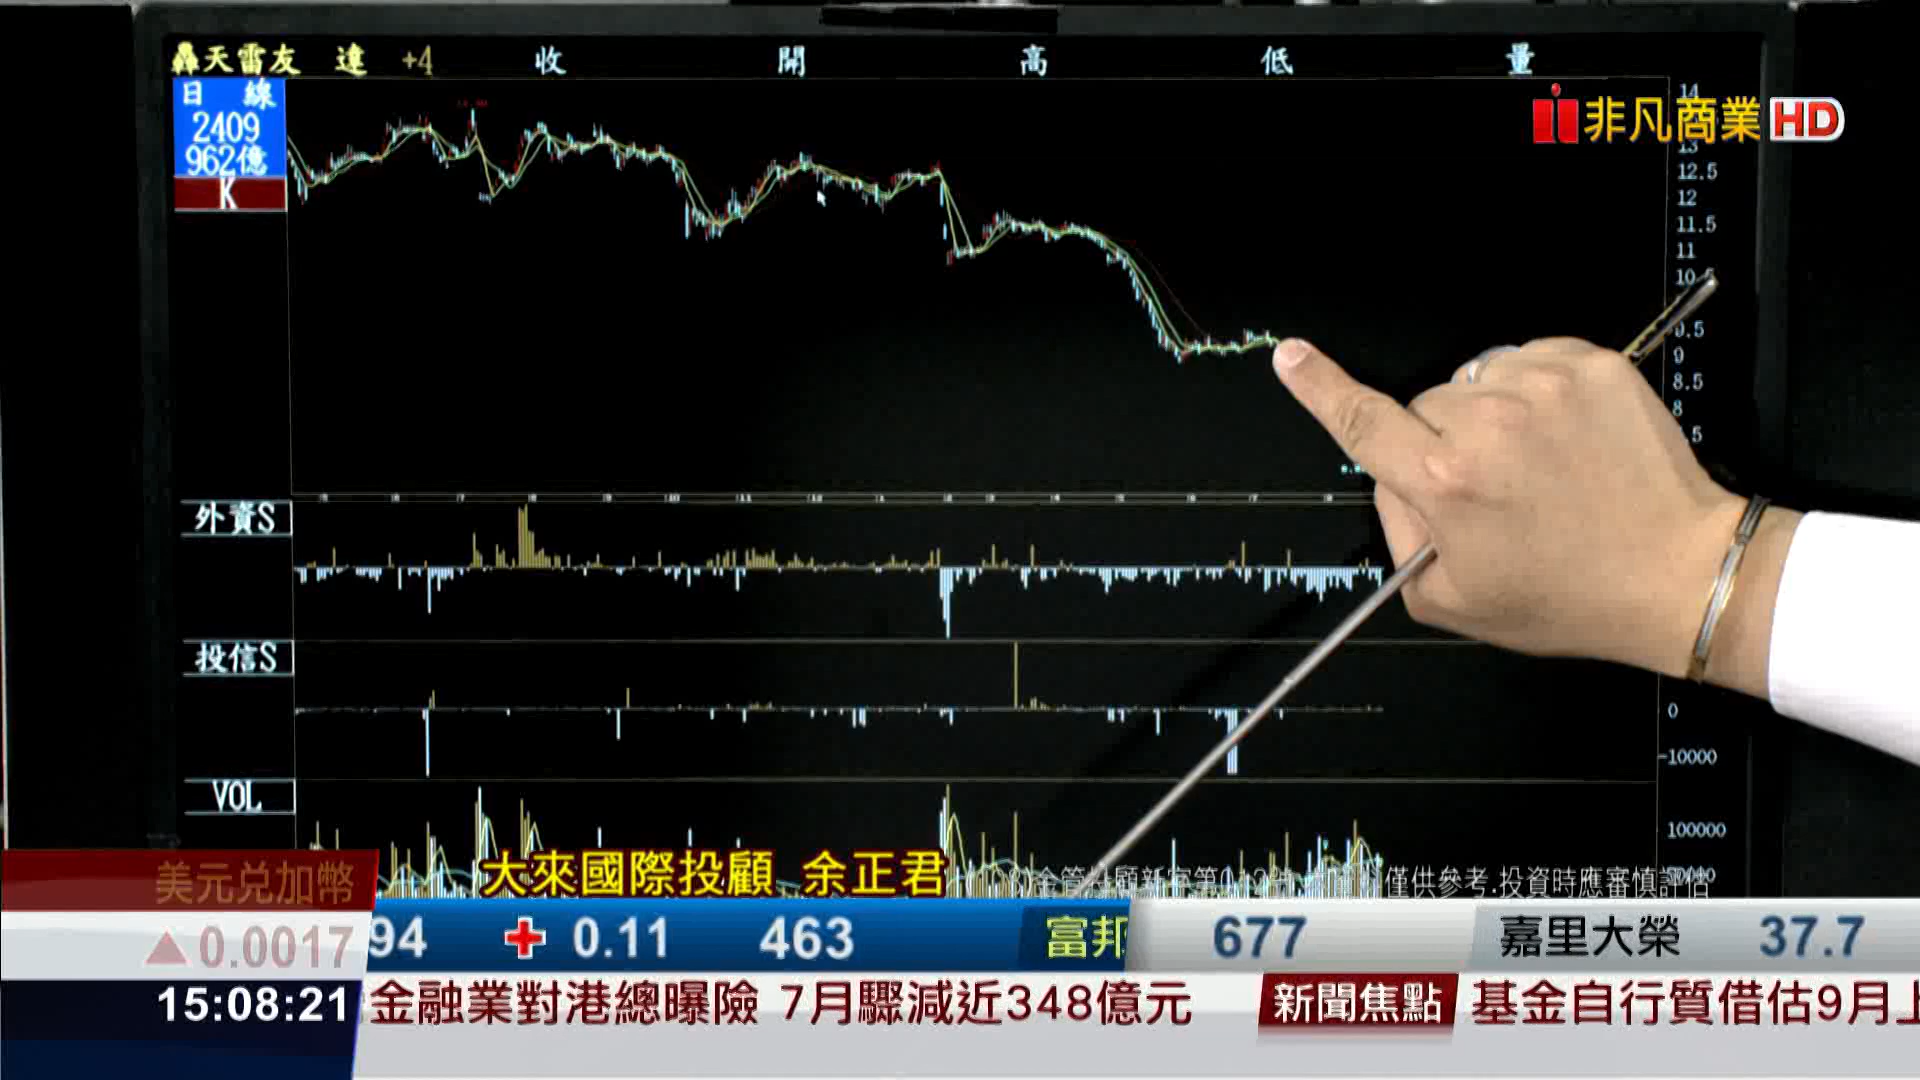 轟天雷友 達 +4 收 開 高 低 量
日 線
2409
962億
K
非凡商業 HD
14
13
12.5
12
11.5
11
10.5
9.5
9
8.5
8
外資S
投信S
0
-10000
VOL
100000
大來國際投顧 余正君
僅供參考.投資時應審慎評估
美元兌加幣
▲0.0017
94 + 0.11 463 富邦 677 嘉里大榮 37.7
15:08:21
金融業對港總曝險 7月驟減近348億元 新聞焦點 基金自行質借估9月上